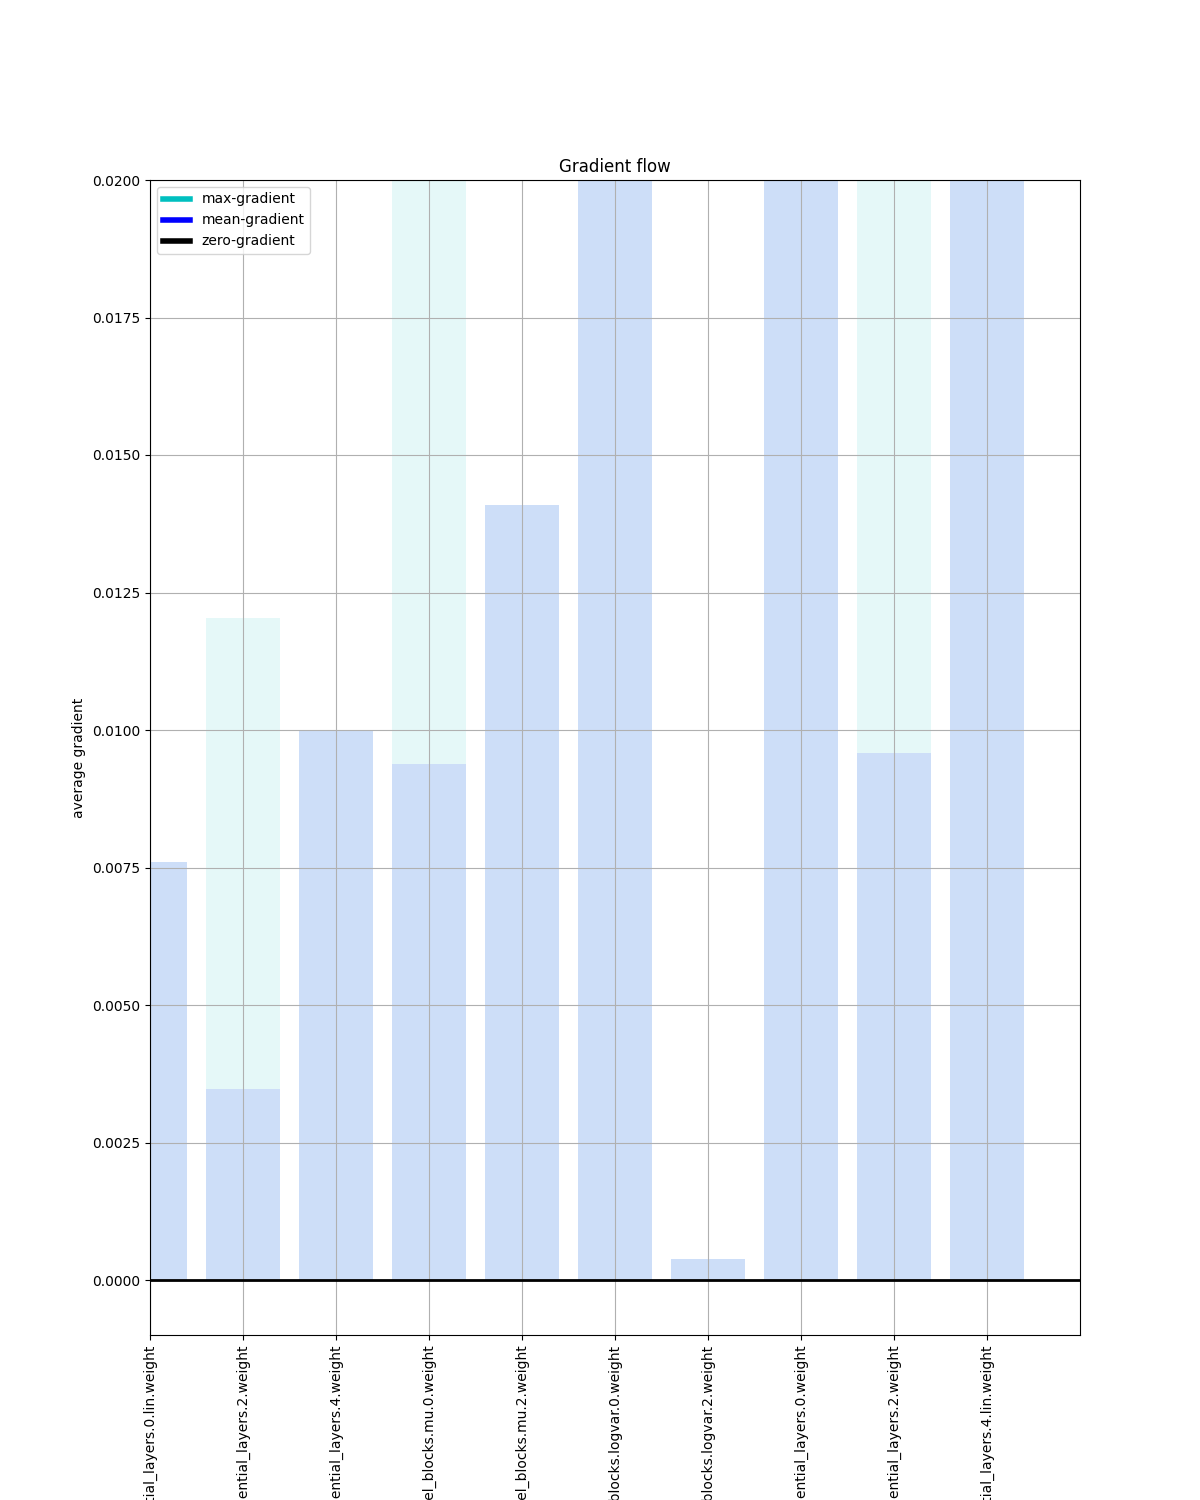 Gradient flow
max-gradient
mean-gradient
zero-gradient
0.0200
0.0175
0.0150
0.0125
0.0100
0.0075
0.0050
0.0025
0.0000
average gradient
tial_layers.0.lin.weight
ential_layers.2.weight
ential_layers.4.weight
el_blocks.mu.0.weight
el_blocks.mu.2.weight
blocks.logvar.0.weight
blocks.logvar.2.weight
ential_layers.0.weight
ential_layers.2.weight
tial_layers.4.lin.weight